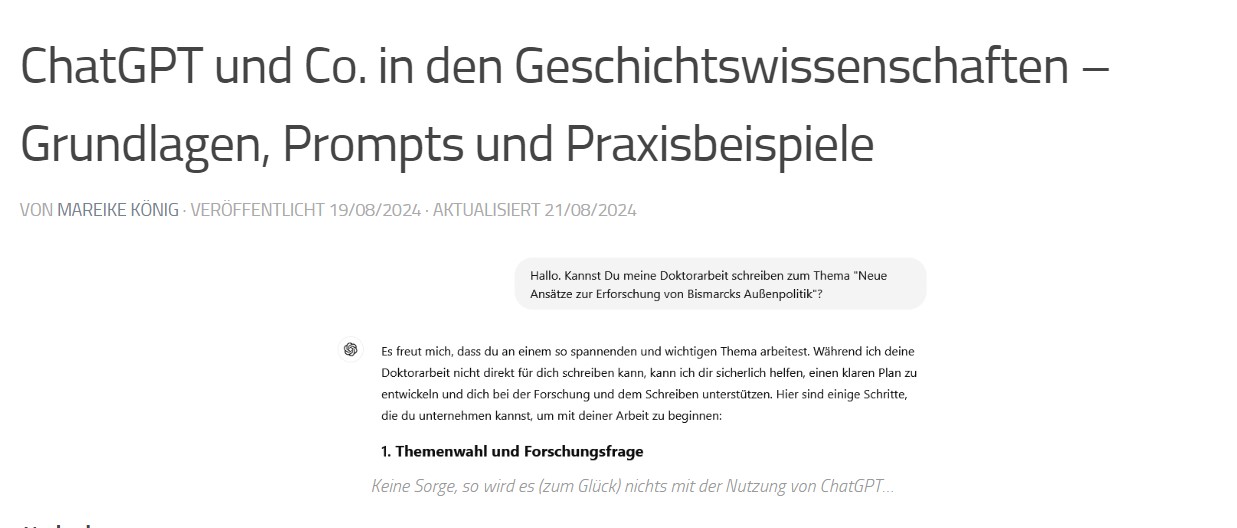 ChatGPT und Co. in den Geschichtswissenschaften –
Grundlagen, Prompts und Praxisbeispiele
VON MAREIKE KÖNIG · VERÖFFENTLICHT 19/08/2024 · AKTUALISIERT 21/08/2024
Hallo. Kannst Du meine Doktorarbeit schreiben zum Thema "Neue
Ansätze zur Erforschung von Bismarcks Außenpolitik"?
Es freut mich, dass du an einem so spannenden und wichtigen Thema arbeitest. Während ich deine
Doktorarbeit nicht direkt für dich schreiben kann, kann ich dir sicherlich helfen, einen klaren Plan zu
entwickeln und dich bei der Forschung und dem Schreiben unterstützen. Hier sind einige Schritte,
die du unternehmen kannst, um mit deiner Arbeit zu beginnen:
1. Themenwahl und Forschungsfrage
Keine Sorge, so wird es (zum Glück) nichts mit der Nutzung von ChatGPT...